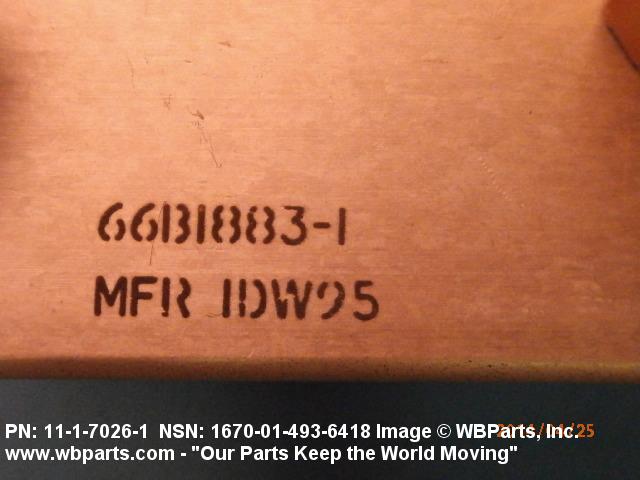 66B1883-1
MFR 1DW95
PN: 11-1-7026-1 NSN: 1670-01-493-6418 Image © WBParts, Inc.
www.wbparts.com - "Our Parts Keep the World Moving"